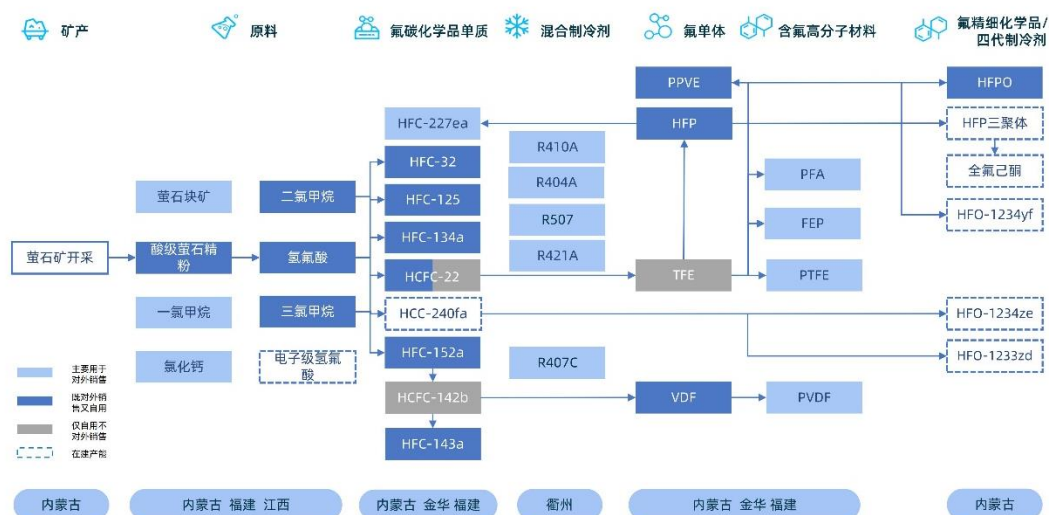 矿产
原料
氟碳化学品单质
混合制冷剂
氟单体
含氟高分子材料
氟精细化学品/
四代制冷剂
PPVE
HFPO
HFC-227ea
HFP
HFP三聚体
R410A
HFC-32
全氟己酮
R404A
PFA
萤石块矿
二氯甲烷
HFC-125
R507
FEP
HFO-1234yf
HFC-134a
萤石矿开采
酸级萤石精
粉
氢氟酸
R421A
HCFC-22
TFE
PTFE
一氯甲烷
三氯甲烷
HCC-240fa
HFO-1234ze
氯化钙
电子级氢氟
酸
HFC-152a
R407C
HFO-1233zd
HCFC-142b
VDF
PVDF
HFC-143a
主要用于
对外销售
既对外销
售又自用
仅自用不
对外销售
在建产能
内蒙古
内蒙古 福建 江西
内蒙古 金华 福建
衢州
内蒙古 金华 福建
内蒙古